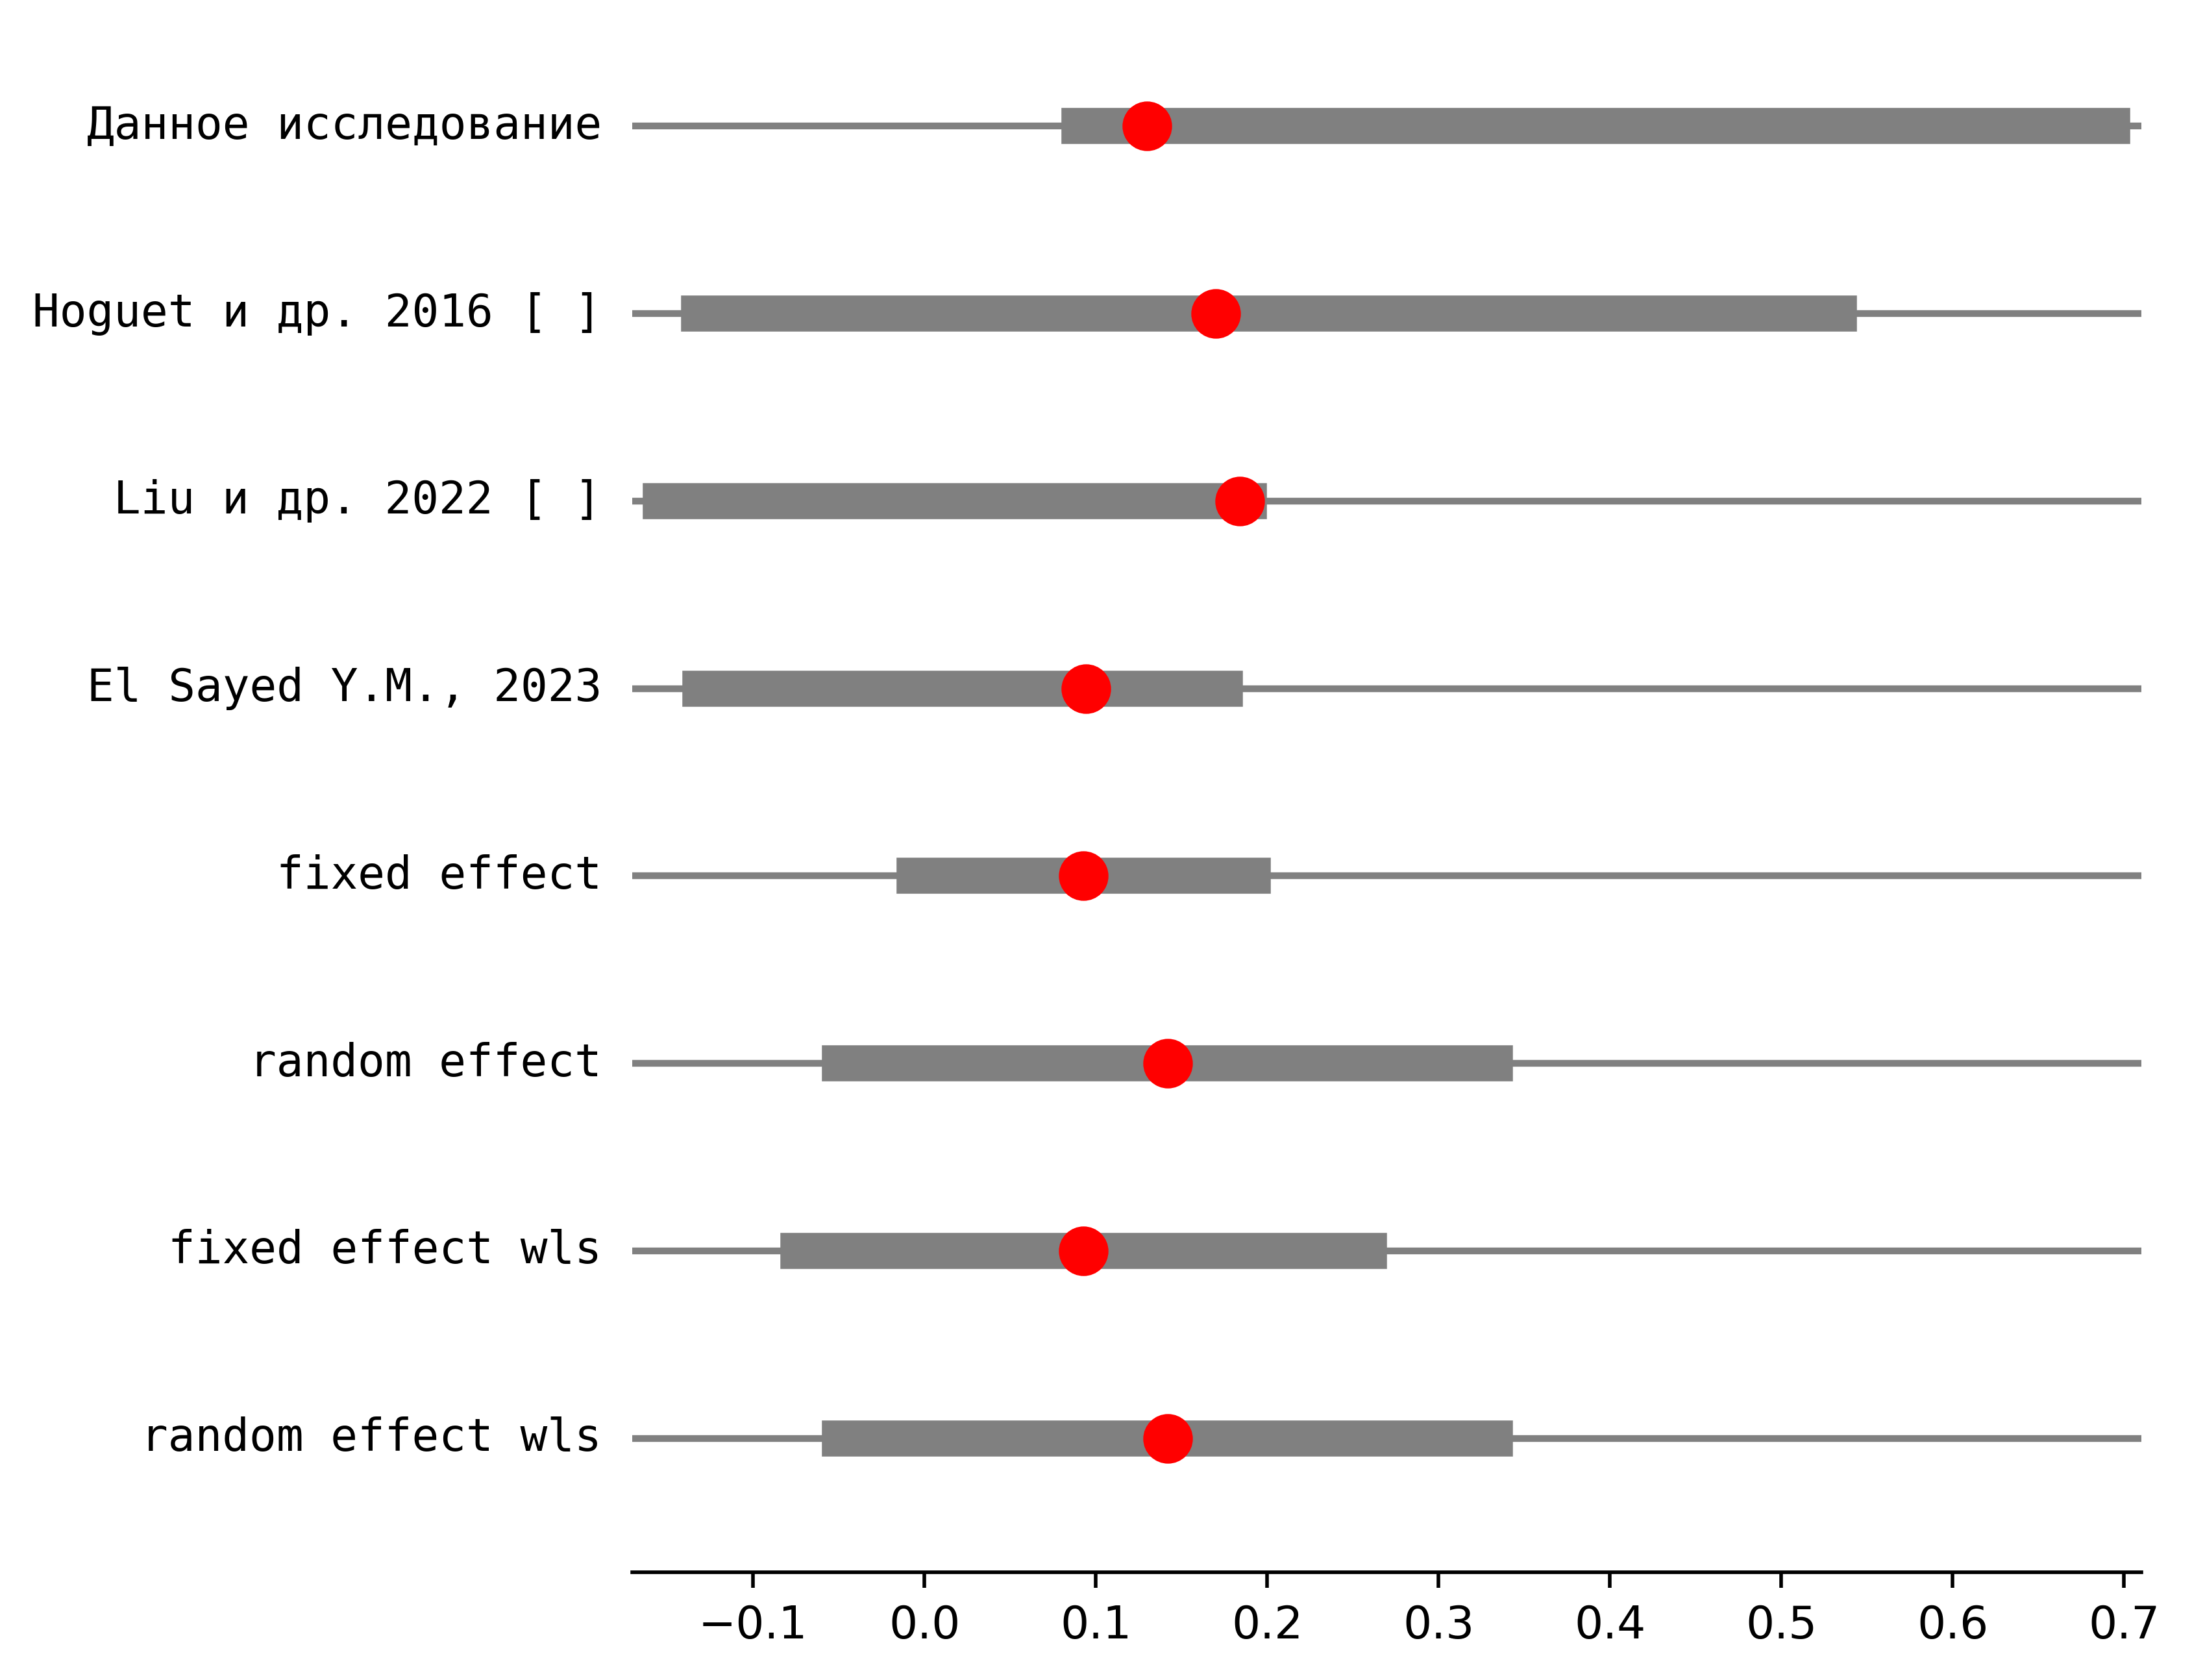 Данное исследование
Hoguet и др. 2016 [ ]
Liu и др. 2022 [ ]
El Sayed Y.M., 2023
fixed effect
random effect
fixed effect wls
random effect wls
−0.1 0.0 0.1 0.2 0.3 0.4 0.5 0.6 0.7